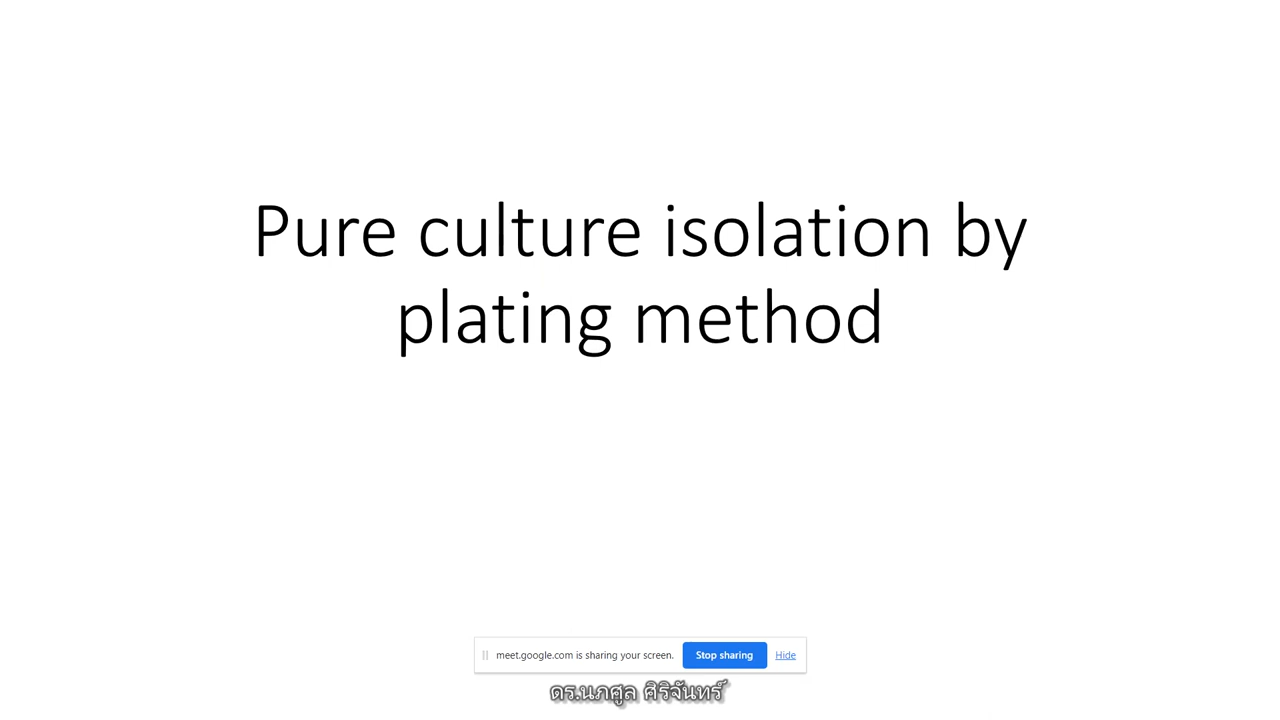 Pure culture isolation by
plating method
meet.google.com is sharing your screen. Stop sharing Hide
ดร.นภศูล ศิริจันทร์